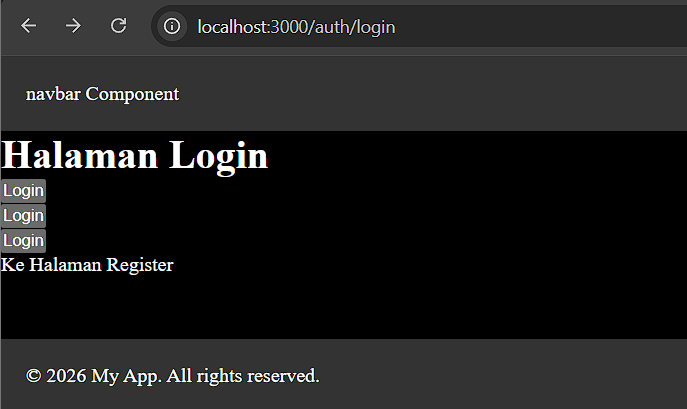 localhost:3000/auth/login
navbar Component
Halaman Login
Login
Login
Login
Ke Halaman Register
© 2026 My App. All rights reserved.